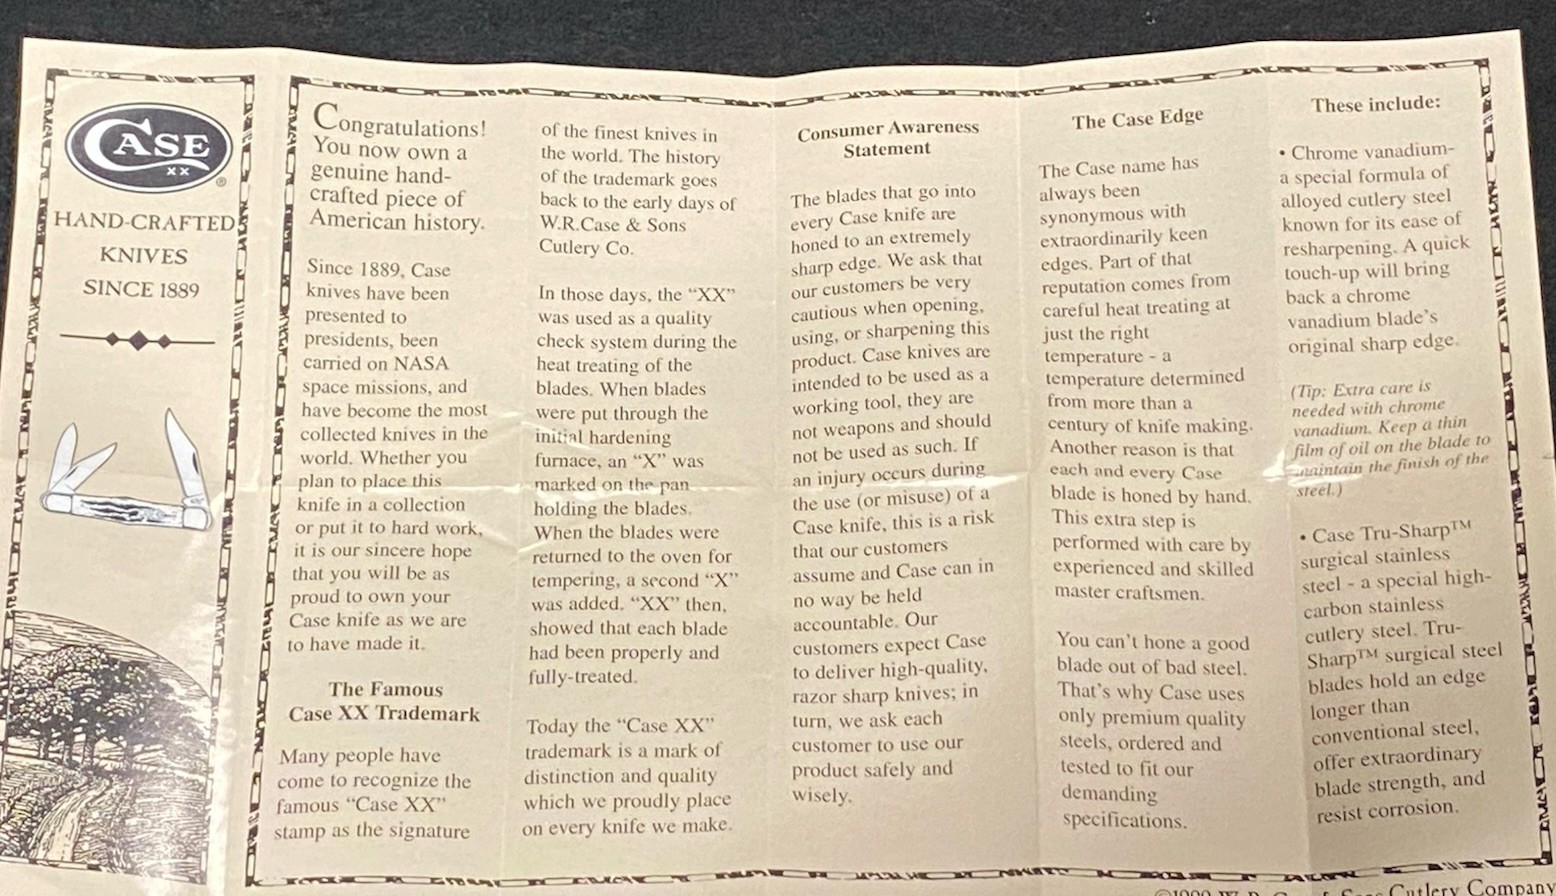 CASE
XX
®
HAND-CRAFTED
KNIVES
SINCE 1889
Congratulations!
You now own a
genuine hand-
crafted piece of
American history.
Since 1889, Case
knives have been
presented to
presidents, been
carried on NASA
space missions, and
have become the most
collected knives in the
world. Whether you
plan to place this
knife in a collection
or put it to hard work,
it is our sincere hope
that you will be as
proud to own your
Case knife as we are
to have made it.
The Famous
Case XX Trademark
Many people have
come to recognize the
famous “Case XX”
stamp as the signature
of the finest knives in
the world. The history
of the trademark goes
back to the early days of
W.R.Case & Sons
Cutlery Co.
In those days, the “XX”
was used as a quality
check system during the
heat treating of the
blades. When blades
were put through the
initial hardening
furnace, an “X” was
marked on the pan
holding the blades.
When the blades were
returned to the oven for
tempering, a second “X”
was added. “XX” then,
showed that each blade
had been properly and
fully-treated.
Today the “Case XX”
trademark is a mark of
distinction and quality
which we proudly place
on every knife we make.
Consumer Awareness
Statement
The blades that go into
every Case knife are
honed to an extremely
sharp edge. We ask that
our customers be very
cautious when opening,
using, or sharpening this
product. Case knives are
intended to be used as a
working tool, they are
not weapons and should
not be used as such. If
an injury occurs during
the use (or misuse) of a
Case knife, this is a risk
that our customers
assume and Case can in
no way be held
accountable. Our
customers expect Case
to deliver high-quality,
razor sharp knives; in
turn, we ask each
customer to use our
product safely and
wisely.
The Case Edge
The Case name has
always been
synonymous with
extraordinarily keen
edges. Part of that
reputation comes from
careful heat treating at
just the right
temperature - a
temperature determined
from more than a
century of knife making.
Another reason is that
each and every Case
blade is honed by hand.
This extra step is
performed with care by
experienced and skilled
master craftsmen.
You can’t hone a good
blade out of bad steel.
That’s why Case uses
only premium quality
steels, ordered and
tested to fit our
demanding
specifications.
These include:
• Chrome vanadium-
a special formula of
alloyed cutlery steel
known for its ease of
resharpening. A quick
touch-up will bring
back a chrome
vanadium blade’s
original sharp edge.
(Tip: Extra care is
needed with chrome
vanadium. Keep a thin
film of oil on the blade to
maintain the finish of the
steel.)
• Case Tru-Sharp™
surgical stainless
steel - a special high-
carbon stainless
cutlery steel. Tru-
Sharp™ surgical steel
blades hold an edge
longer than
conventional steel,
offer extraordinary
blade strength, and
resist corrosion.
Cutlery Company